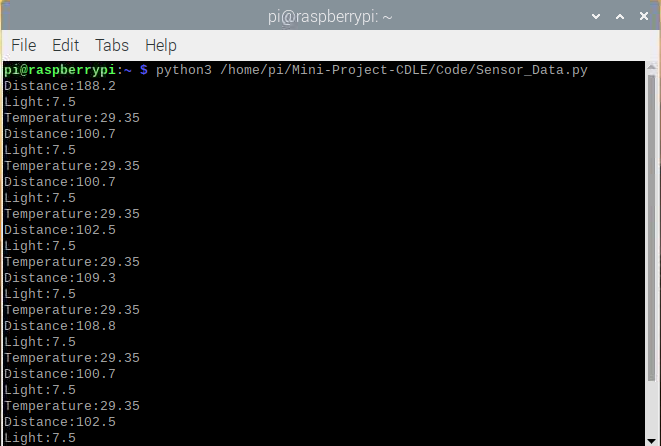 pi@raspberrypi: ~
File Edit Tabs Help
pi@raspberrypi:~ $ python3 /home/pi/Mini-Project-CDLE/Code/Sensor_Data.py
Distance:188.2
Light:7.5
Temperature:29.35
Distance:100.7
Light:7.5
Temperature:29.35
Distance:100.7
Light:7.5
Temperature:29.35
Distance:102.5
Light:7.5
Temperature:29.35
Distance:109.3
Light:7.5
Temperature:29.35
Distance:108.8
Light:7.5
Temperature:29.35
Distance:100.7
Light:7.5
Temperature:29.35
Distance:102.5
Light:7.5